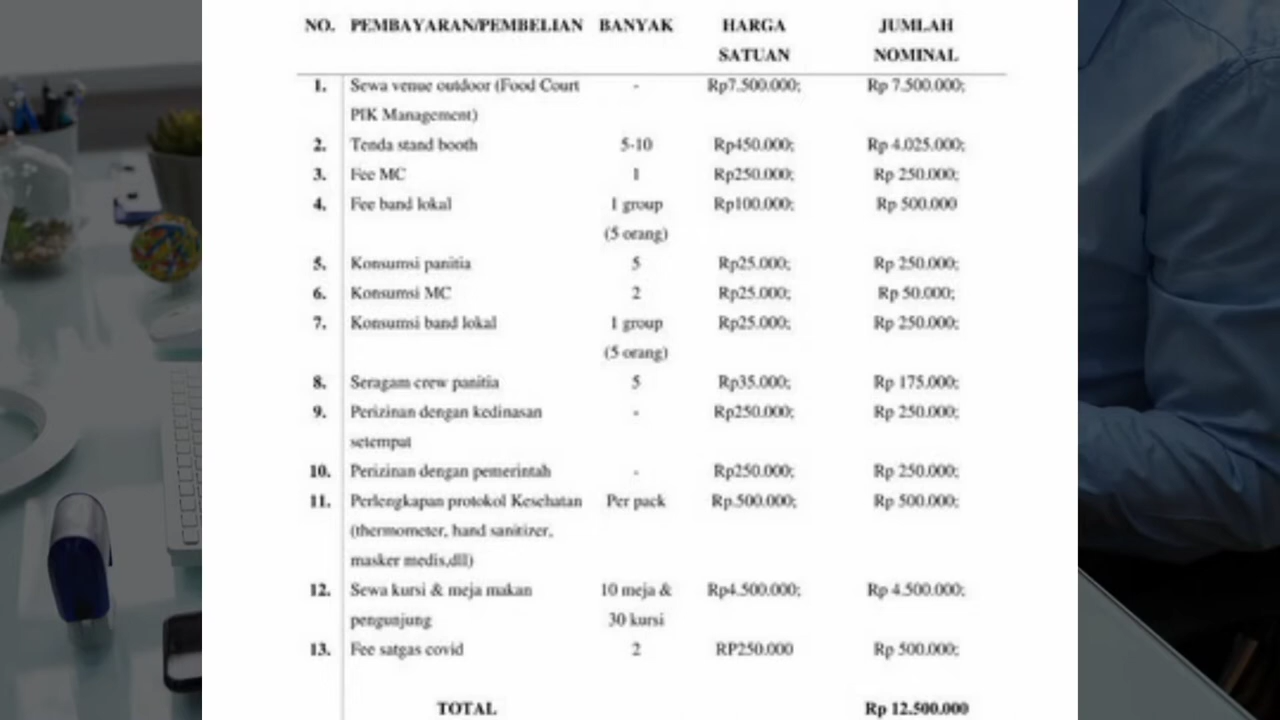 NO. PEMBAYARAN/PEMBELIAN BANYAK HARGA JUMLAH
SATUAN NOMINAL
1. Sewa venue outdoor (Food Court - Rp7.500.000; Rp 7.500.000;
PIK Management)
2. Tenda stand booth 5-10 Rp450.000; Rp 4.025.000;
3. Fee MC 1 Rp250.000; Rp 250.000;
4. Fee band lokal 1 group Rp100.000; Rp 500.000
(5 orang)
5. Konsumsi panitia 5 Rp25.000; Rp 250.000;
6. Konsumsi MC 2 Rp25.000; Rp 50.000;
7. Konsumsi band lokal 1 group Rp25.000; Rp 250.000;
(5 orang)
8. Seragam crew panitia 5 Rp35.000; Rp 175.000;
9. Perizinan dengan kedinasan - Rp250.000; Rp 250.000;
setempat
10. Perizinan dengan pemerintah - Rp250.000; Rp 250.000;
11. Perlengkapan protokol Kesehatan Per pack Rp.500.000; Rp 500.000;
(thermometer, hand sanitizer,
masker medis,dll)
12. Sewa kursi & meja makan 10 meja & Rp4.500.000; Rp 4.500.000;
pengunjung 30 kursi
13. Fee satgas covid 2 RP250.000 Rp 500.000;
TOTAL Rp 12.500.000